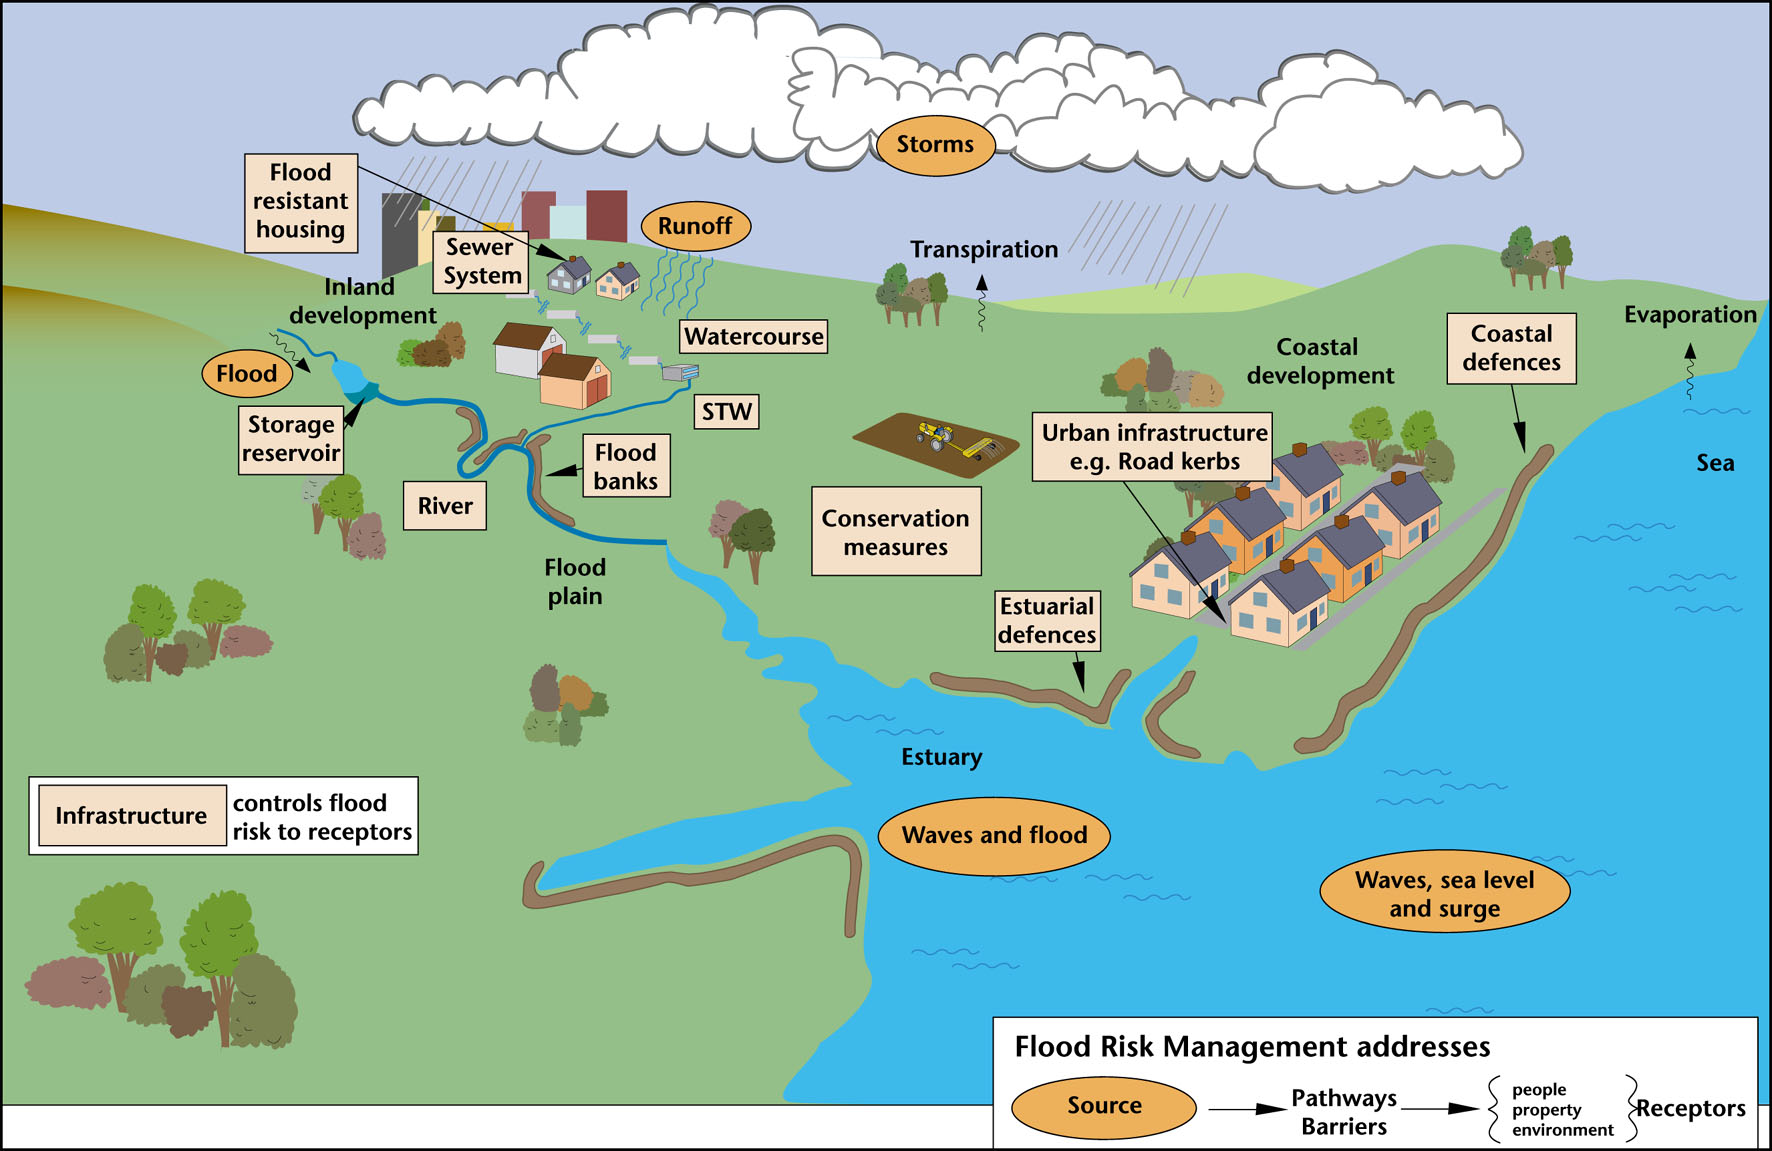 Storms
Flood
resistant
housing
Runoff
Sewer
System
Transpiration
Inland
development
Evaporation
Watercourse
Coastal
defences
Coastal
development
Flood
STW
Storage
reservoir
Urban infrastructure
e.g. Road kerbs
Flood
banks
Sea
River
Conservation
measures
Flood
plain
Estuarial
defences
Estuary
Infrastructure
controls flood
risk to receptors
Waves and flood
Waves, sea level
and surge
Flood Risk Management addresses
Source
Pathways
Barriers
people
property
environment
Receptors